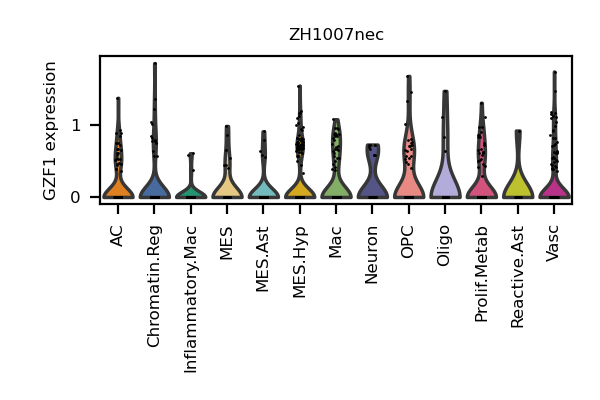 ZH1007nec
GZF1 expression
1
0
AC
Chromatin.Reg
Inflammatory.Mac
MES
MES.Ast
MES.Hyp
Mac
Neuron
OPC
Oligo
Prolif.Metab
Reactive.Ast
Vasc